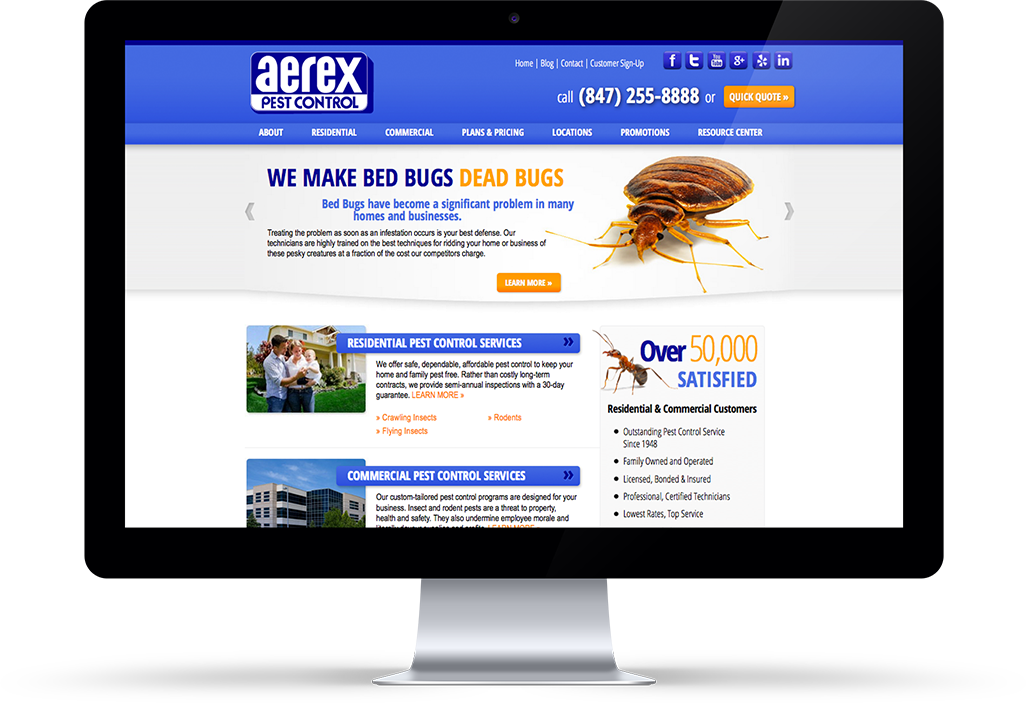 aerex
PEST CONTROL
Home | Blog | Contact | Customer Sign-Up
f t You Tube g+ in
call (847) 255-8888 or QUICK QUOTE »
ABOUT RESIDENTIAL COMMERCIAL PLANS & PRICING LOCATIONS PROMOTIONS RESOURCE CENTER
WE MAKE BED BUGS DEAD BUGS
Bed Bugs have become a significant problem in many
homes and businesses.
Treating the problem as soon as an infestation occurs is your best defense. Our
technicians are highly trained on the best techniques for ridding your home or business of
these pesky creatures at a fraction of the cost our competitors charge.
LEARN MORE »
RESIDENTIAL PEST CONTROL SERVICES »
We offer safe, dependable, affordable pest control to keep your
home and family pest free. Rather than costly long-term
contracts, we provide semi-annual inspections with a 30-day
guarantee. LEARN MORE »
» Crawling Insects » Rodents
» Flying Insects
COMMERCIAL PEST CONTROL SERVICES »
Our custom-tailored pest control programs are designed for your
business. Insect and rodent pests are a threat to property,
health and safety. They also undermine employee morale and
Over 50,000
SATISFIED
Residential & Commercial Customers
• Outstanding Pest Control Service
Since 1948
• Family Owned and Operated
• Licensed, Bonded & Insured
• Professional, Certified Technicians
• Lowest Rates, Top Service